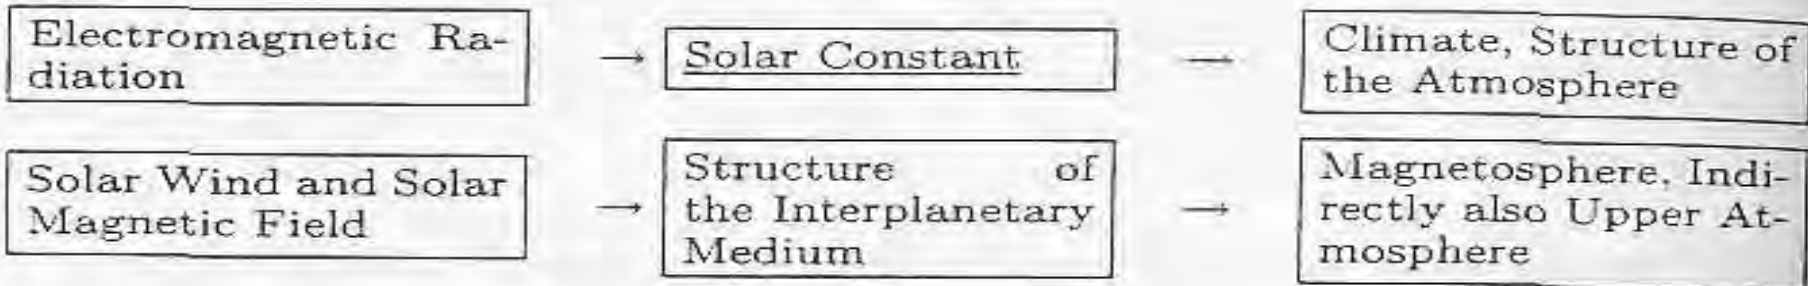 Electromagnetic Ra-
diation
→ Solar Constant →
Climate, Structure of
the Atmosphere
Solar Wind and Solar
Magnetic Field
→
Structure of
the Interplanetary
Medium
→
Magnetosphere, Indi-
rectly also Upper At-
mosphere